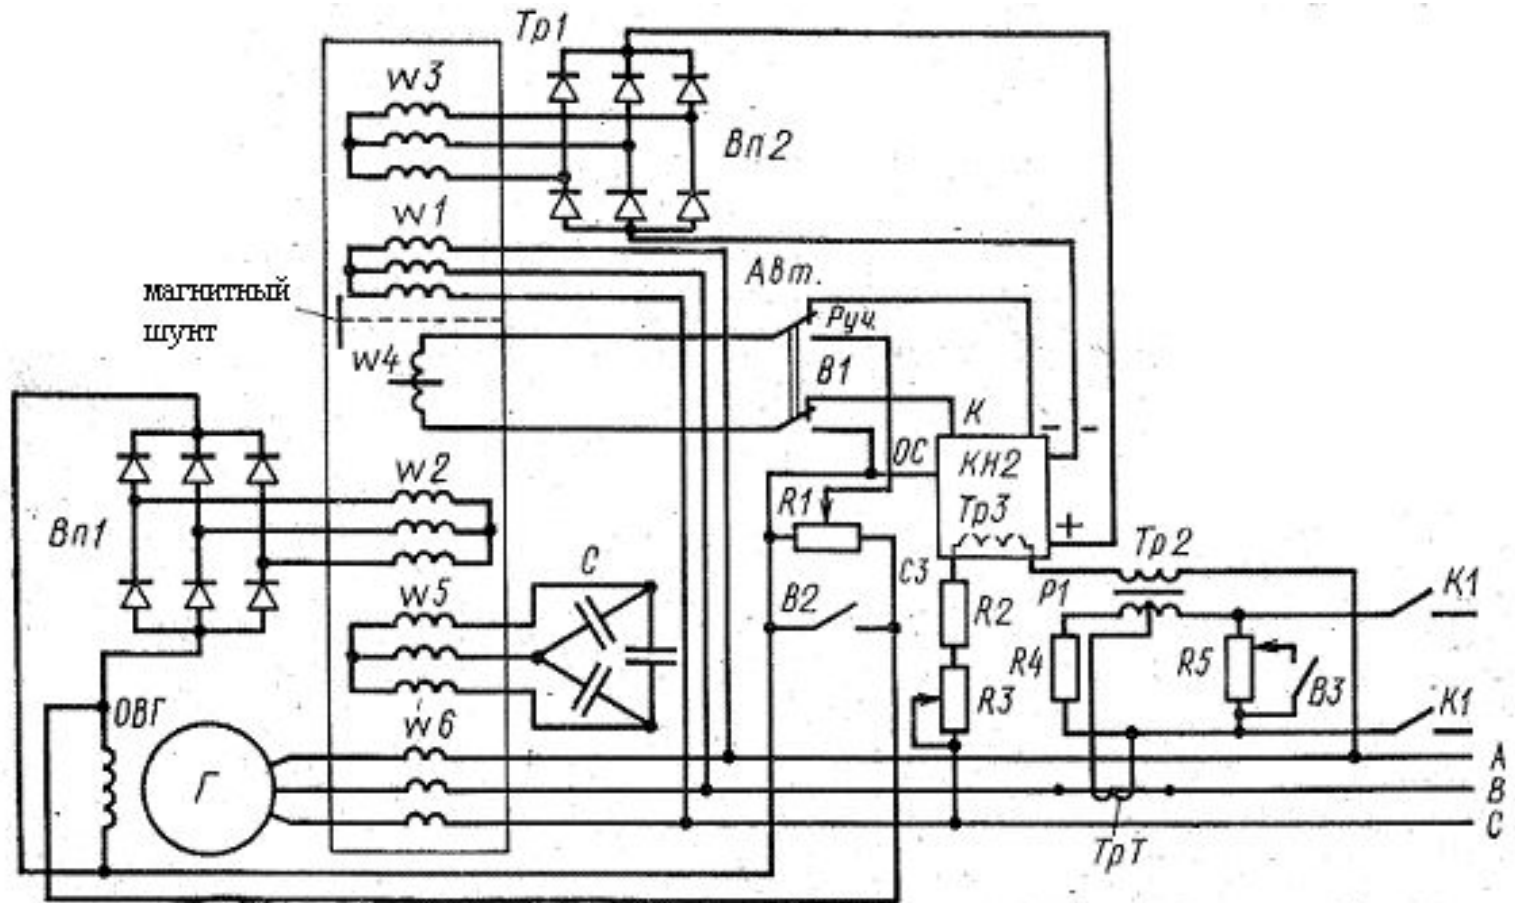 Тр1
w3
Вп2
w1
Авт.
магнитный
шунт
Руч.
w4
В1
К
- -
ОС
КН2
w2
R1
Тр3
+
Тр2
Вп1
С
С3
Р1
К1
w5
В2
R2
R4
R5
В3
R3
К1
ОВГ
w6
Г
А
В
С
ТрТ